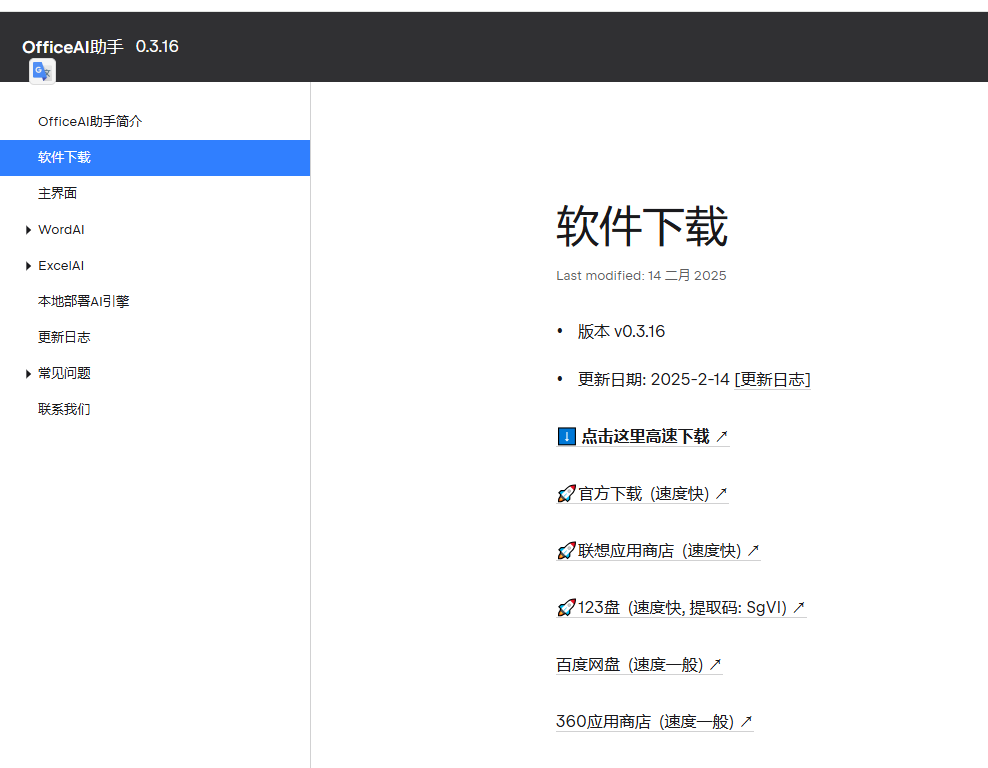 OfficeAI助手 0.3.16
OfficeAI助手简介
软件下载
主界面
WordAI
ExcelAI
本地部署AI引擎
更新日志
常见问题
联系我们
软件下载
Last modified: 14 二月 2025
• 版本 v0.3.16
• 更新日期: 2025-2-14 [更新日志]
⬇️ 点击这里高速下载 ↗
🚀官方下载 (速度快) ↗
🚀联想应用商店 (速度快) ↗
🚀123盘 (速度快, 提取码: SgVI) ↗
百度网盘 (速度一般) ↗
360应用商店 (速度一般) ↗